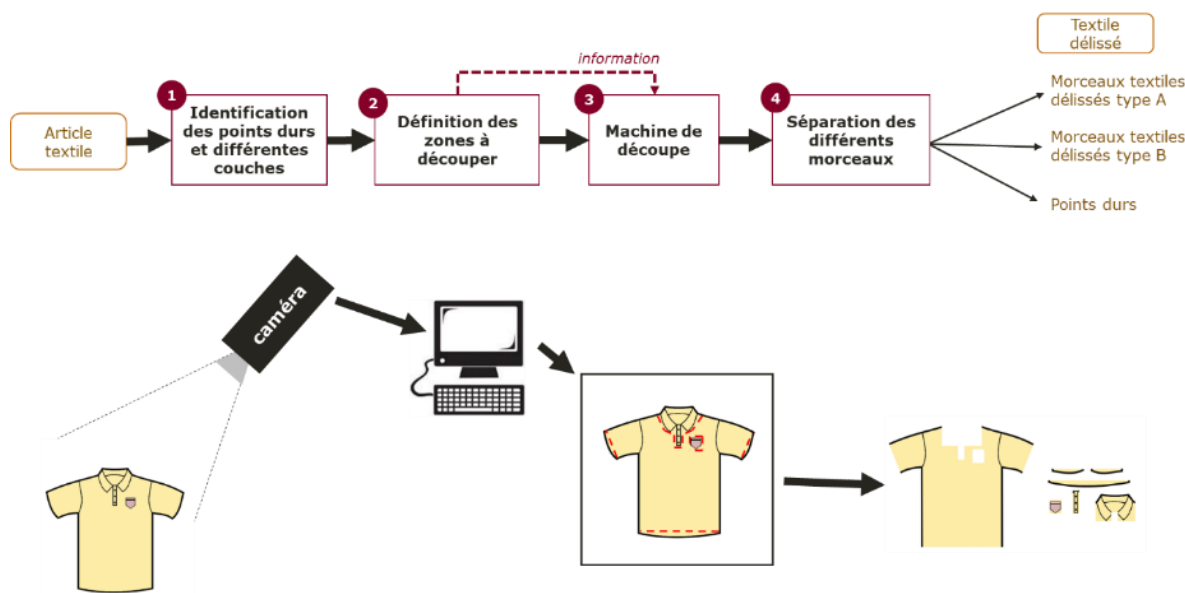 Textile
délissé
information
1
2
3
4
Article
textile
Identification
des points durs
et différentes
couches
Définition des
zones à
découper
Machine de
découpe
Séparation des
différents
morceaux
Morceaux textiles
délissés type A
Morceaux textiles
délissés type B
Points durs
caméra